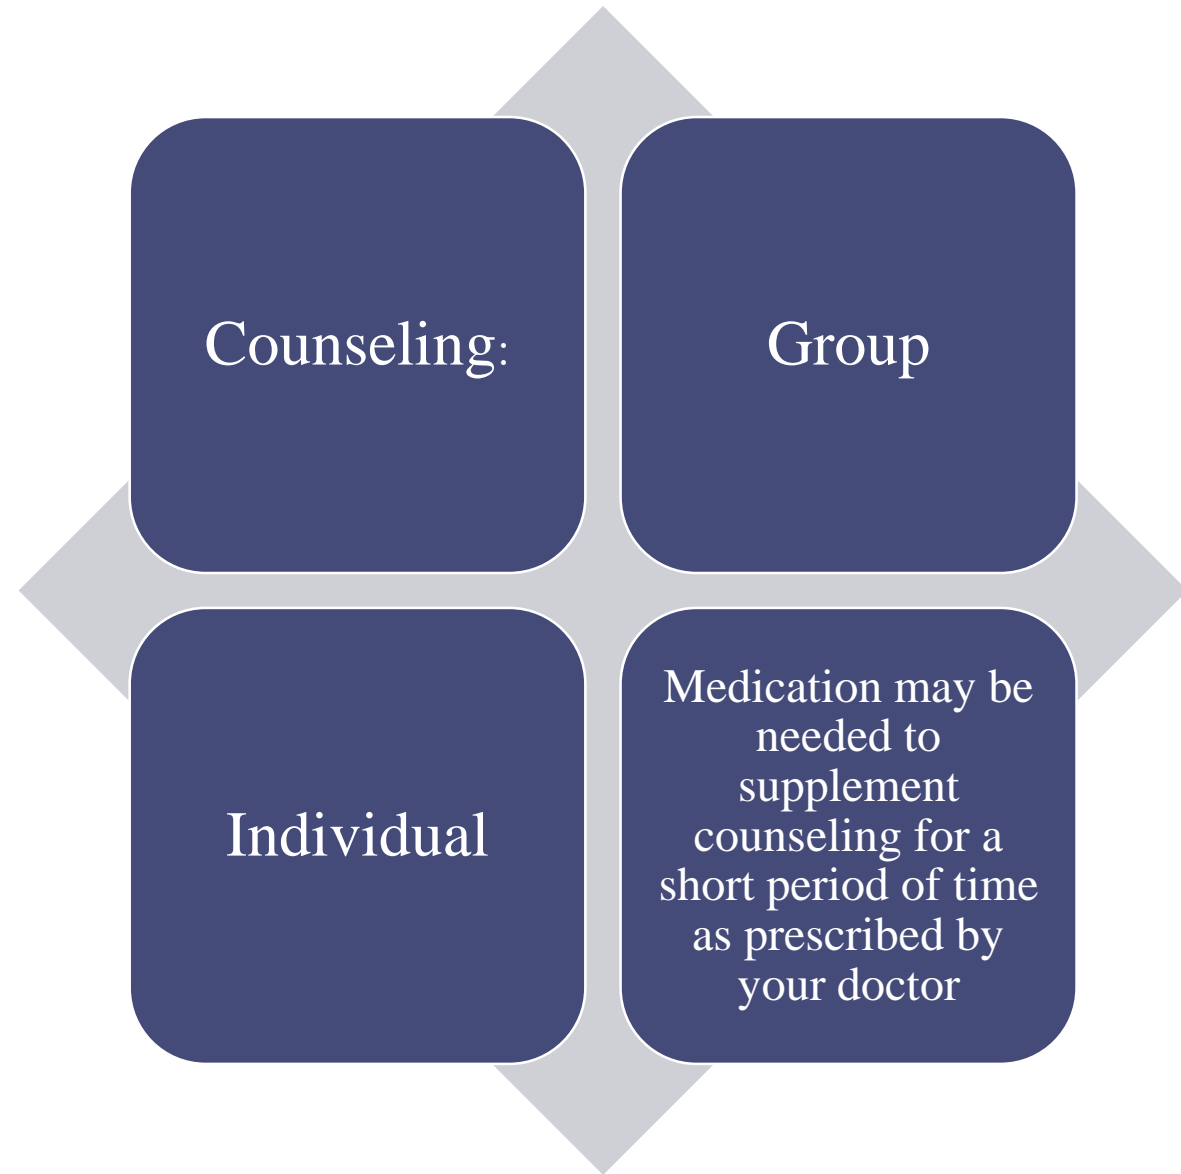 Counseling:
Group
Individual
Medication may be
needed to
supplement
counseling for a
short period of time
as prescribed by
your doctor